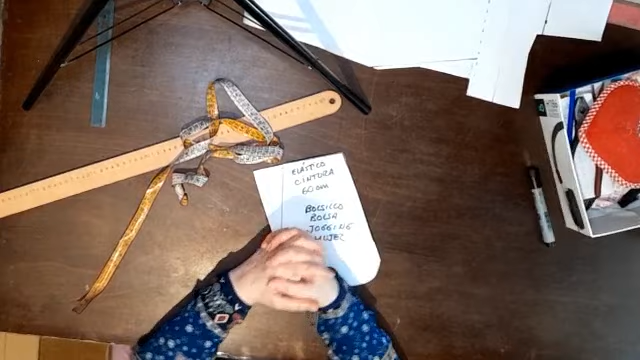 ELÁSTICO
CINTURA
60 cm
BOLSILLO
BOLSA
JOGGING
MUJER